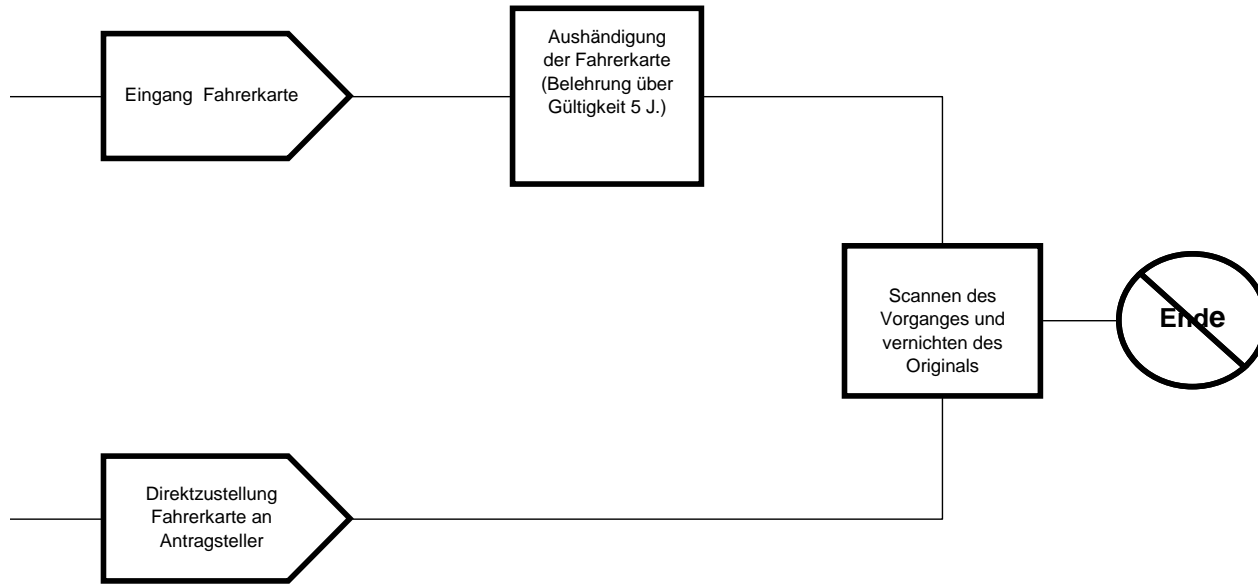 Eingang Fahrerkarte
Aushändigung
der Fahrerkarte
(Belehrung über
Gültigkeit 5 J.)
Scannen des
Vorganges und
vernichten des
Originals
Ende
Direktzustellung
Fahrerkarte an
Antragsteller